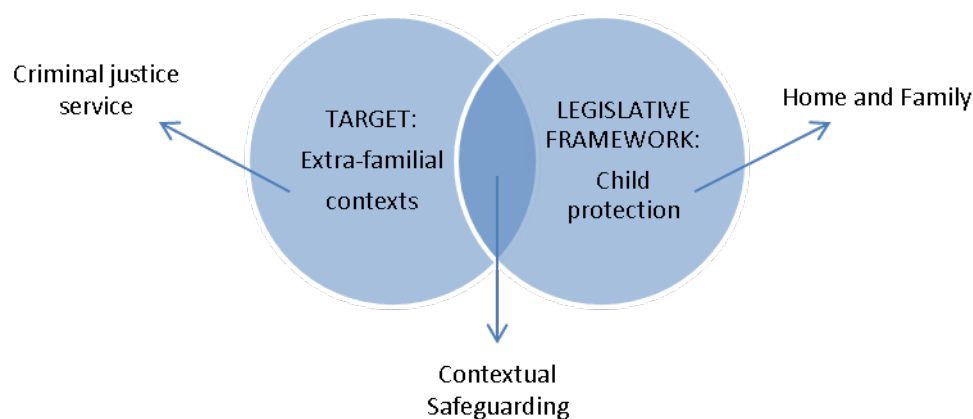 Criminal justice
service
TARGET:
Extra-familial
contexts
LEGISLATIVE
FRAMEWORK:
Child
protection
Home and Family
Contextual
Safeguarding